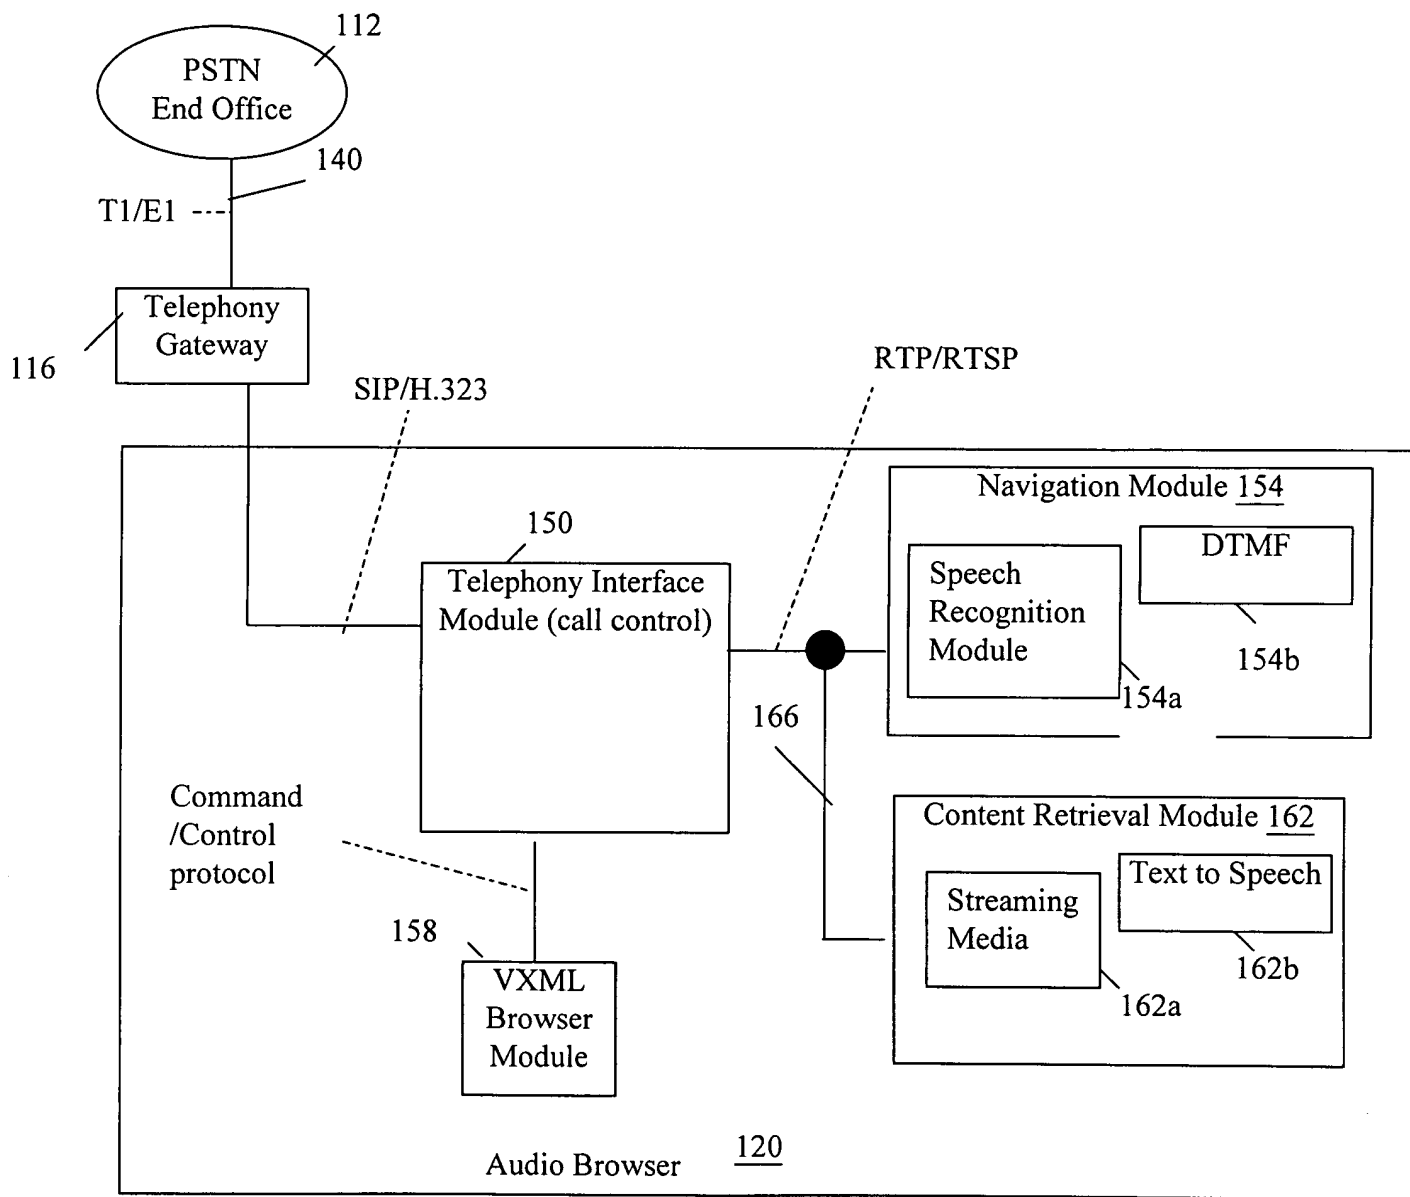 112
PSTN
End Office
140
T1/E1
Telephony
Gateway
116
SIP/H.323
RTP/RTSP
Navigation Module 154
150
Telephony Interface
Module (call control)
Speech
Recognition
Module
DTMF
154b
154a
166
Command
/Control
protocol
Content Retrieval Module 162
Streaming
Media
Text to Speech
162b
162a
158
VXML
Browser
Module
Audio Browser 120